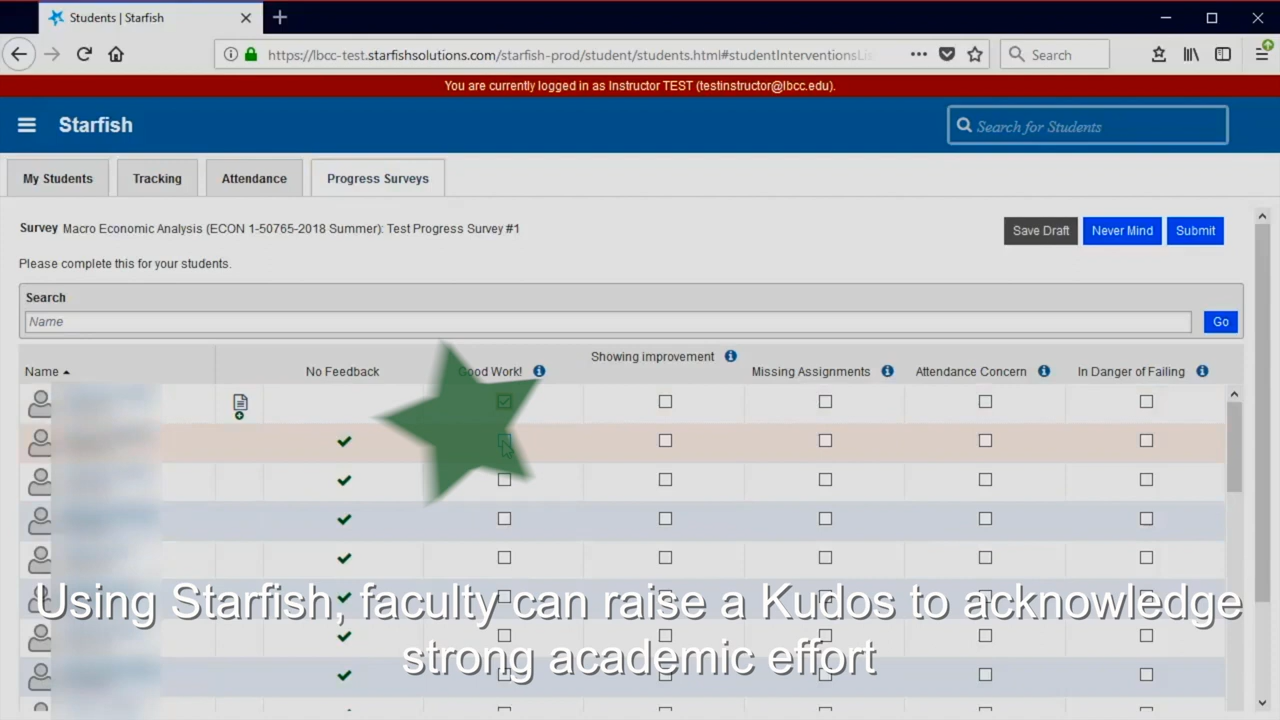 Students | Starfish
https://lbcc-test.starfishsolutions.com/starfish-prod/student/students.html#studentInterventionsLis
Search
You are currently logged in as Instructor TEST (testinstructor@lbcc.edu).
Starfish
Search for Students
My Students Tracking Attendance Progress Surveys
Survey Macro Economic Analysis (ECON 1-50765-2018 Summer): Test Progress Survey #1
Save Draft Never Mind Submit
Please complete this for your students.
Search
Name
Go
Name No Feedback Good Work! Showing improvement Missing Assignments Attendance Concern In Danger of Failing
Using Starfish, faculty can raise a Kudos to acknowledge
strong academic effort